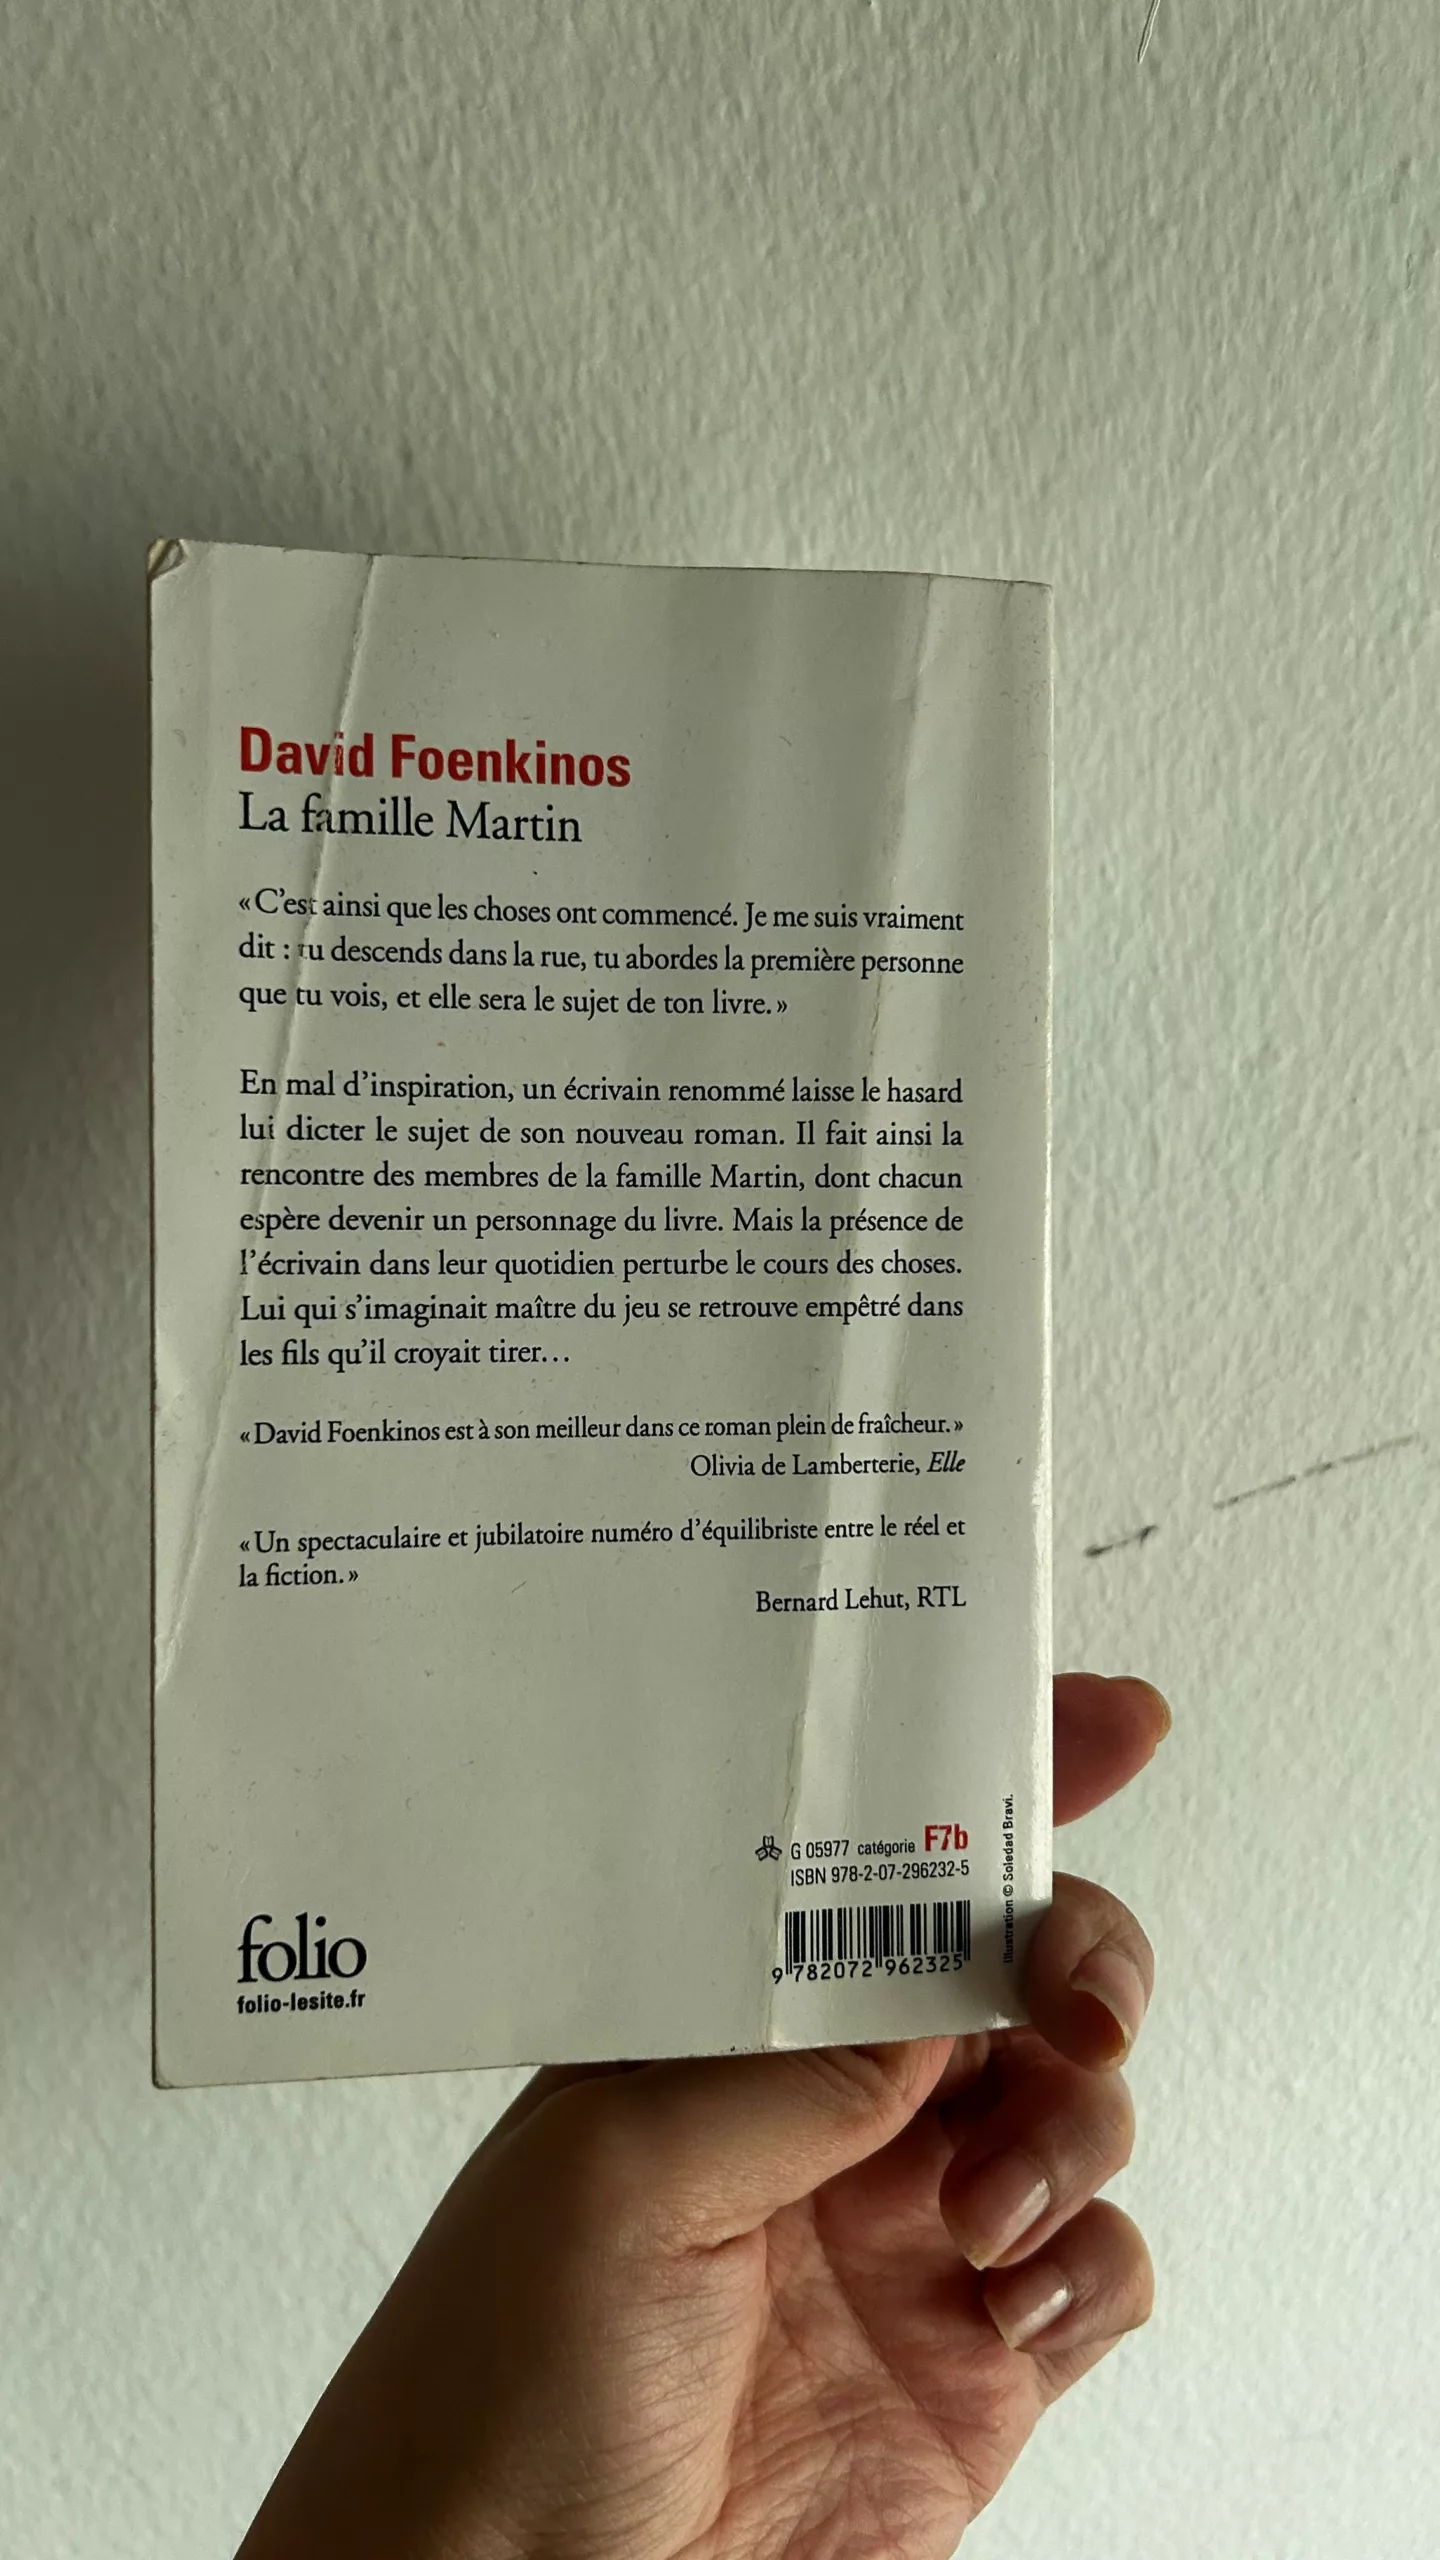 David Foenkinos
La famille Martin
« C'est ainsi que les choses ont commencé. Je me suis vraiment
dit : tu descends dans la rue, tu abordes la première personne
que tu vois, et elle sera le sujet de ton livre. »
En mal d'inspiration, un écrivain renommé laisse le hasard
lui dicter le sujet de son nouveau roman. Il fait ainsi la
rencontre des membres de la famille Martin, dont chacun
espère devenir un personnage du livre. Mais la présence de
l'écrivain dans leur quotidien perturbe le cours des choses.
Lui qui s'imaginait maître du jeu se retrouve empêtré dans
les fils qu'il croyait tirer…
« David Foenkinos est à son meilleur dans ce roman plein de fraîcheur. »
Olivia de Lamberterie, Elle
« Un spectaculaire et jubilatoire numéro d'équilibriste entre le réel et
la fiction. »
Bernard Lehut, RTL
G 05977 catégorie F7b
ISBN 978-2-07-296232-5
9 782072 962325
Illustration © Soledad Bravi.
folio
folio-lesite.fr